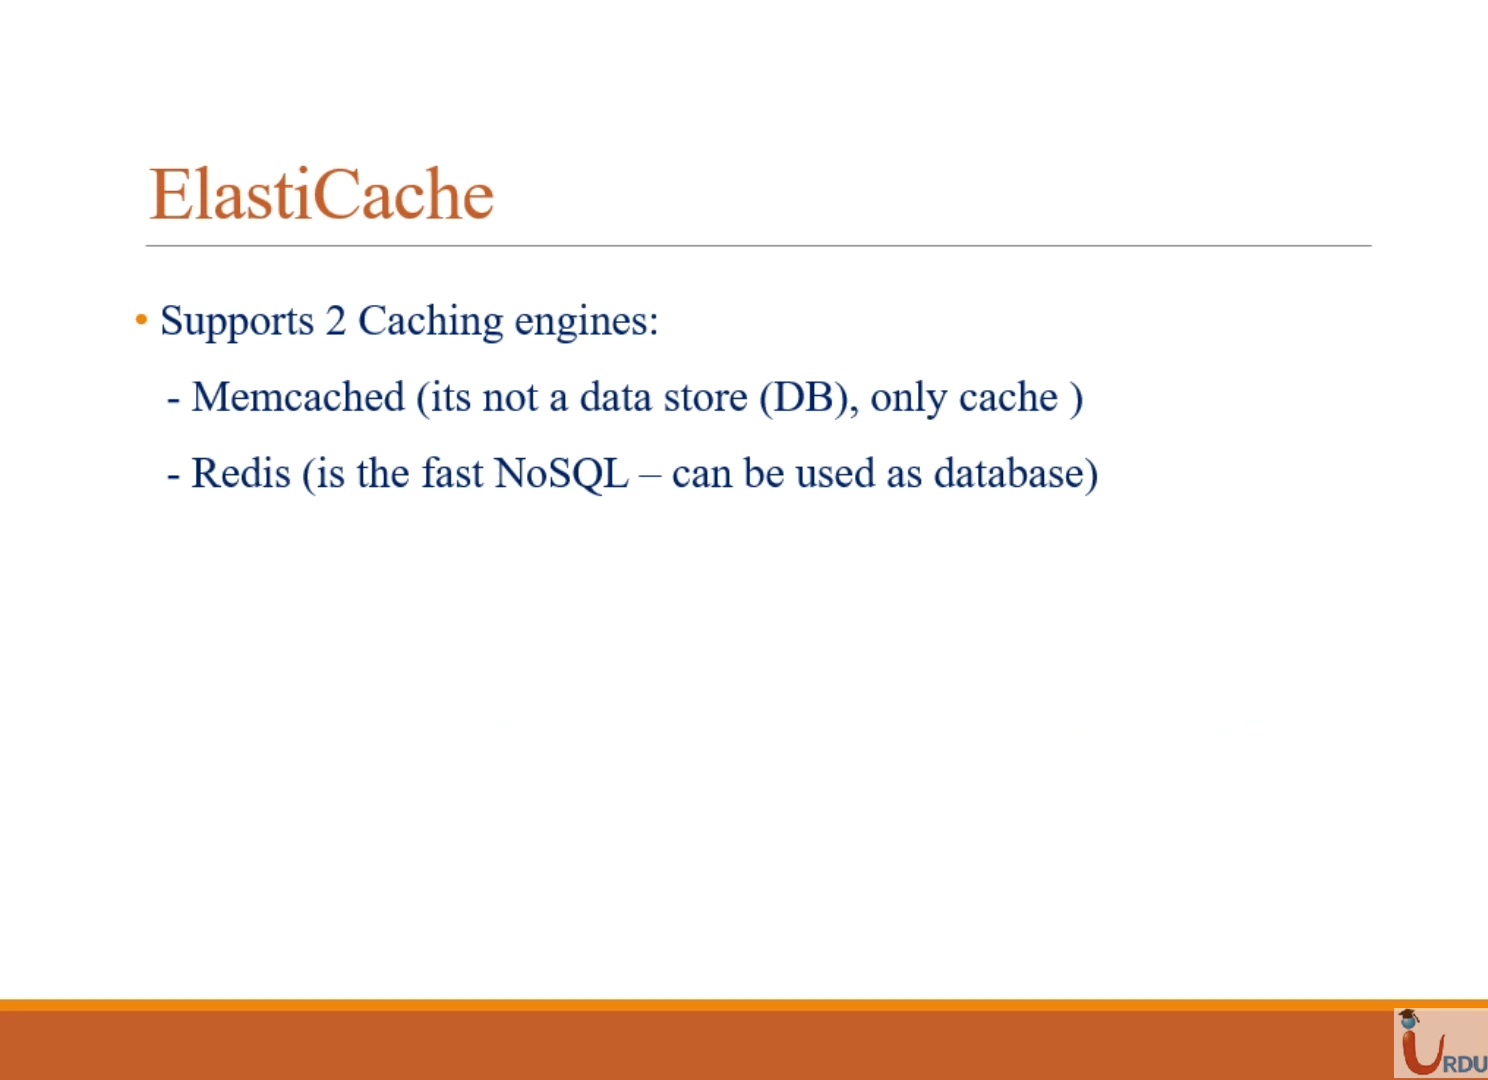 ElastiCache
• Supports 2 Caching engines:
- Memcached (its not a data store (DB), only cache )
- Redis (is the fast NoSQL – can be used as database)
iURDU